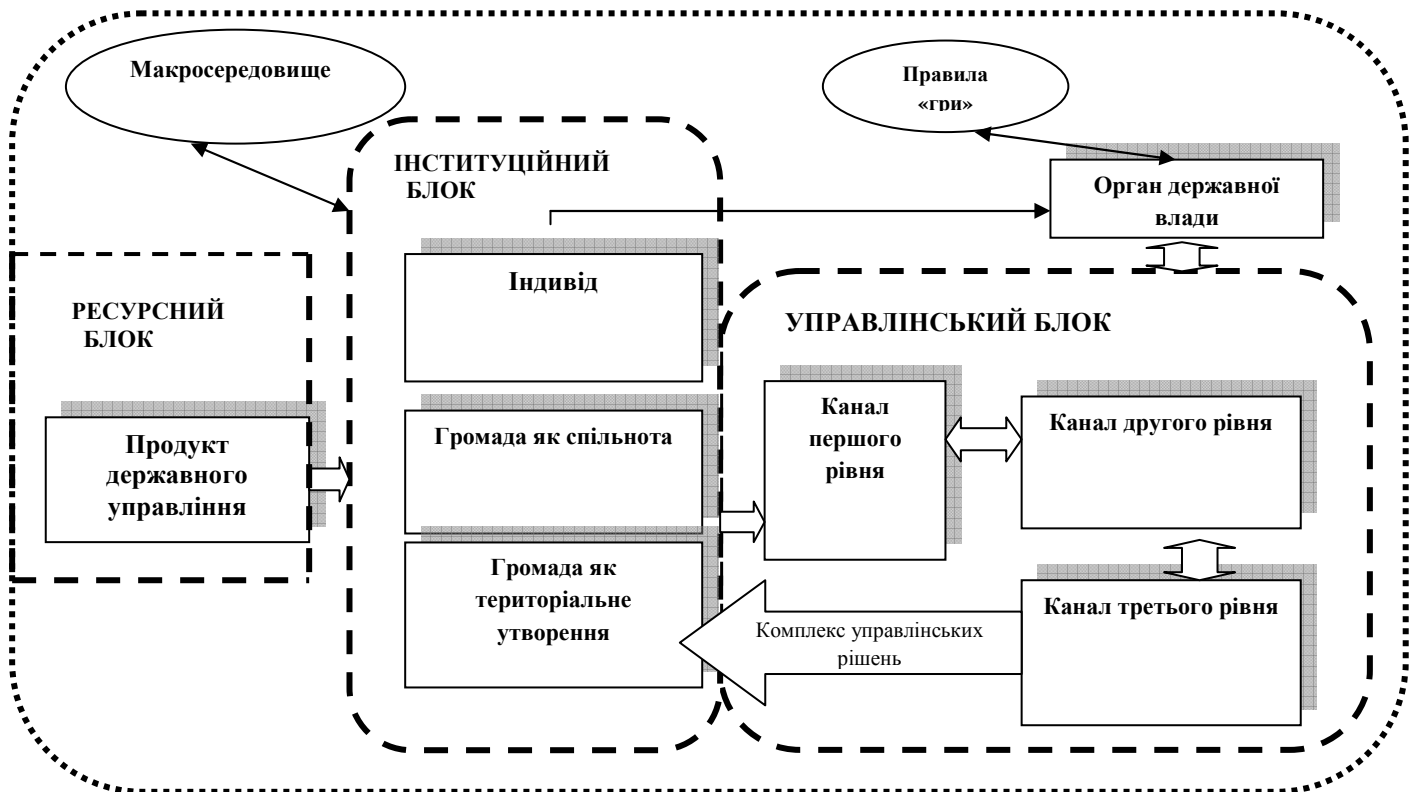 Макросередовище
Правила
«гри»
ІНСТИТУЦІЙНИЙ
БЛОК
Орган державної
влади
Індивід
РЕСУРСНИЙ
БЛОК
УПРАВЛІНСЬКИЙ БЛОК
Продукт
державного
управління
Громада як спільнота
Канал
першого
рівня
Канал другого рівня
Громада як
територіальне
утворення
Комплекс управлінських
рішень
Канал третього рівня